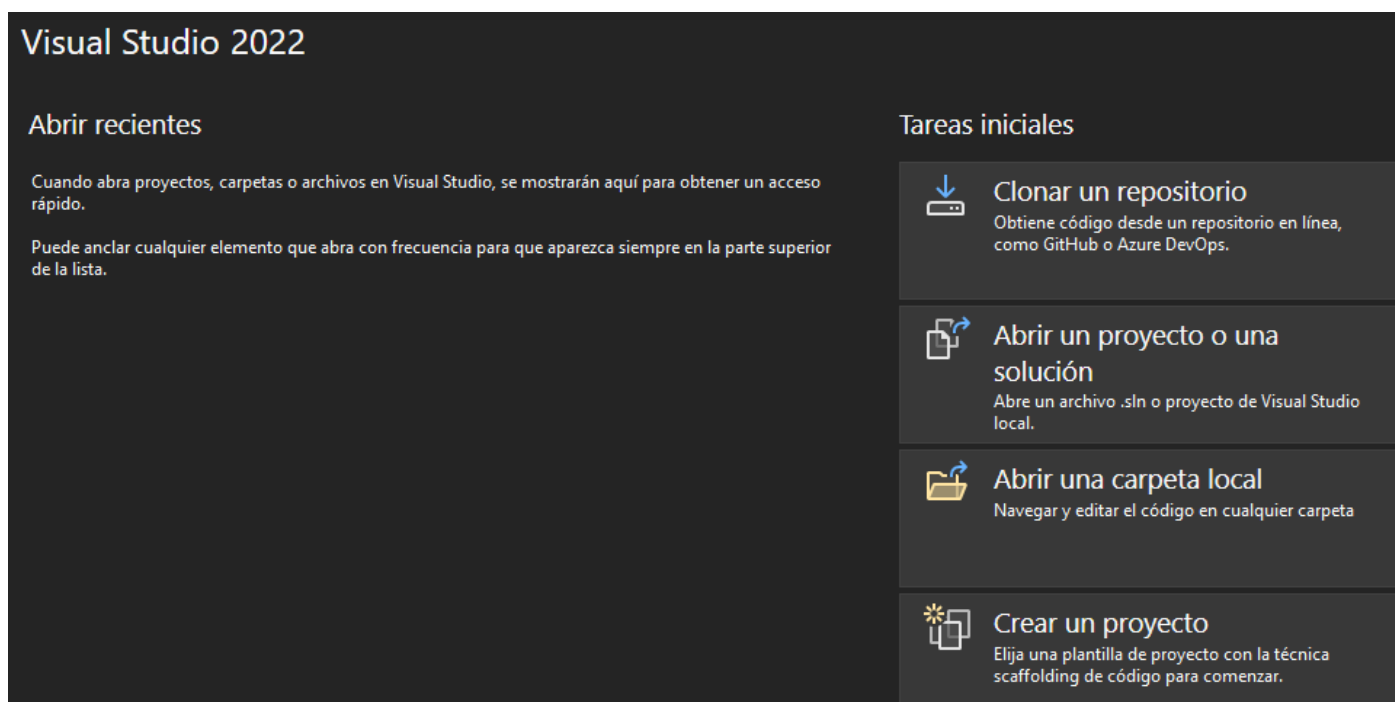 Visual Studio 2022
Abrir recientes
Cuando abra proyectos, carpetas o archivos en Visual Studio, se mostrarán aquí para obtener un acceso
rápido.
Puede anclar cualquier elemento que abra con frecuencia para que aparezca siempre en la parte superior
de la lista.
Tareas iniciales
Clonar un repositorio
Obtiene código desde un repositorio en línea,
como GitHub o Azure DevOps.
Abrir un proyecto o una
solución
Abre un archivo .sln o proyecto de Visual Studio
local.
Abrir una carpeta local
Navegar y editar el código en cualquier carpeta
Crear un proyecto
Elija una plantilla de proyecto con la técnica
scaffolding de código para comenzar.